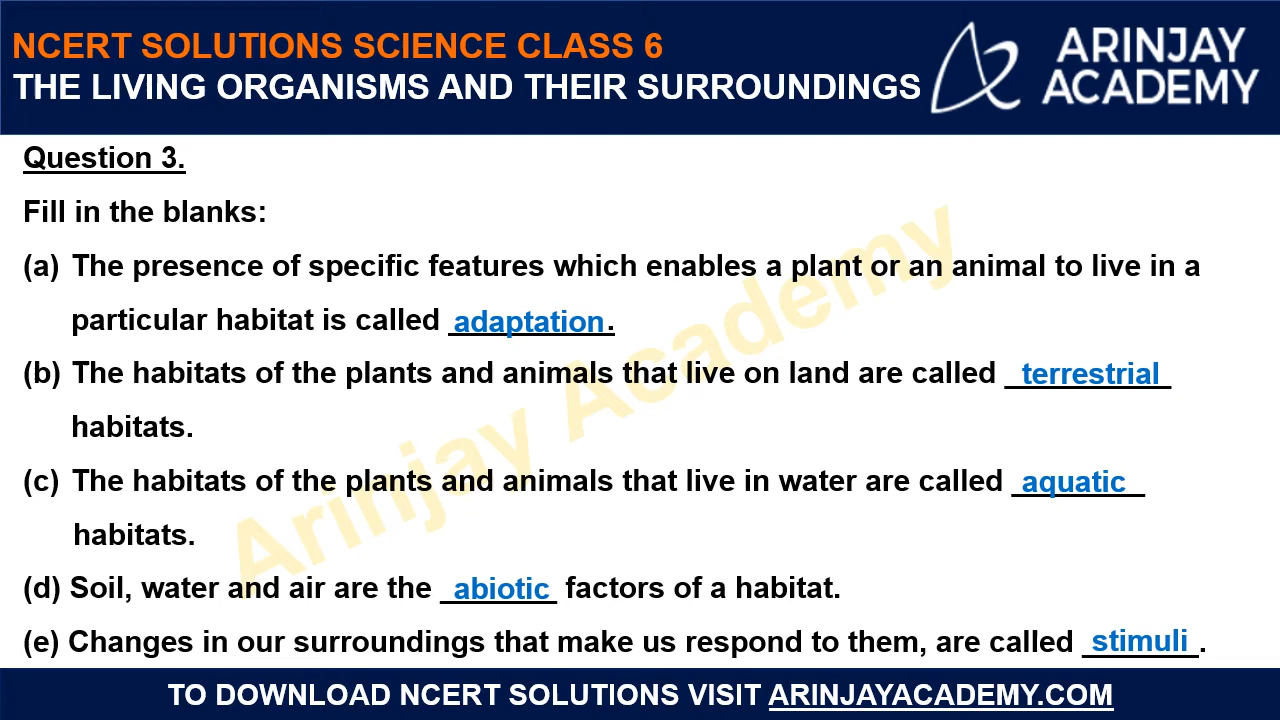 NCERT SOLUTIONS SCIENCE CLASS 6
THE LIVING ORGANISMS AND THEIR SURROUNDINGS
ARINJAY
ACADEMY
Question 3.
Fill in the blanks:
(a) The presence of specific features which enables a plant or an animal to live in a
particular habitat is called adaptation.
(b) The habitats of the plants and animals that live on land are called terrestrial
habitats.
(c) The habitats of the plants and animals that live in water are called aquatic
habitats.
(d) Soil, water and air are the abiotic factors of a habitat.
(e) Changes in our surroundings that make us respond to them, are called stimuli.
Arinjay Academy
TO DOWNLOAD NCERT SOLUTIONS VISIT ARINJAYACADEMY.COM